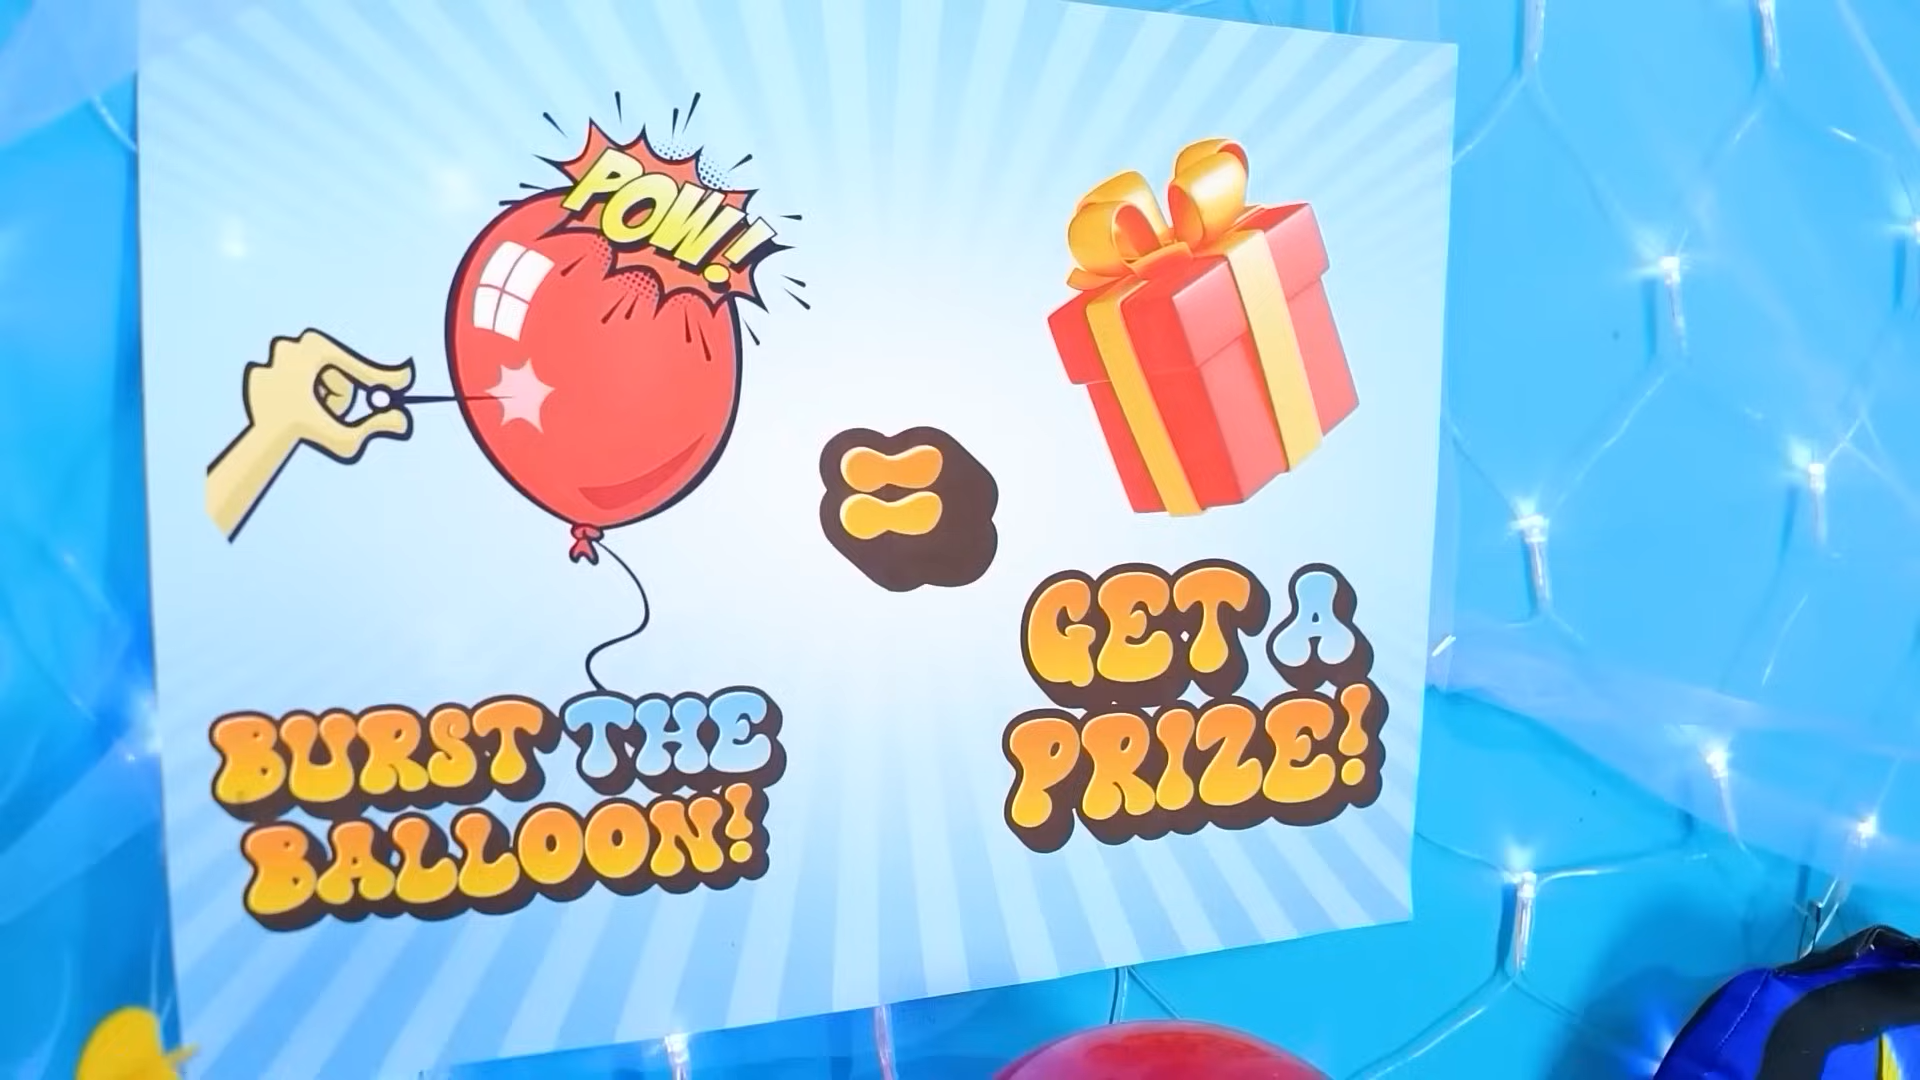 POW!
=
BURST THE
BALLOON!
GET A
PRIZE!